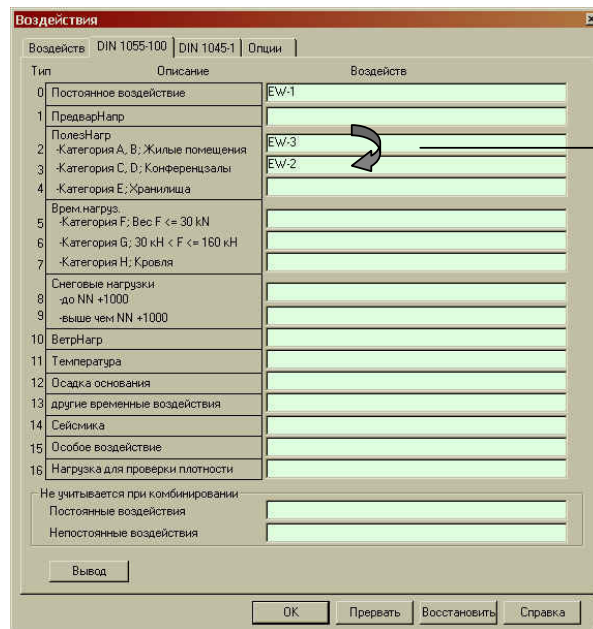 Воздействия
Воздейств DIN 1055-100 DIN 1045-1 Опции
Тип Описание Воздейств
0 Постоянное воздействие EW-1
1 ПредварНапр
ПолезНагр
2 -Категория A, B; Жилые помещения EW-3
3 -Категория C, D; Конференцзалы EW-2
4 -Категория E; Хранилища
Врем.нагруз.
5 -Категория F; Вес F <= 30 kN
6 -Категория G; 30 кН < F <= 160 кН
7 -Категория H; Кровля
Снеговые нагрузки
8 -до NN +1000
9 -выше чем NN +1000
10 ВетрНагр
11 Температура
12 Осадка основания
13 другие временные воздействия
14 Сейсмика
15 Особое воздействие
16 Нагрузка для проверки плотности
Не учитывается при комбинировании
Постоянные воздействия
Непостоянные воздействия
Вывод
OK Прервать Восстановить Справка